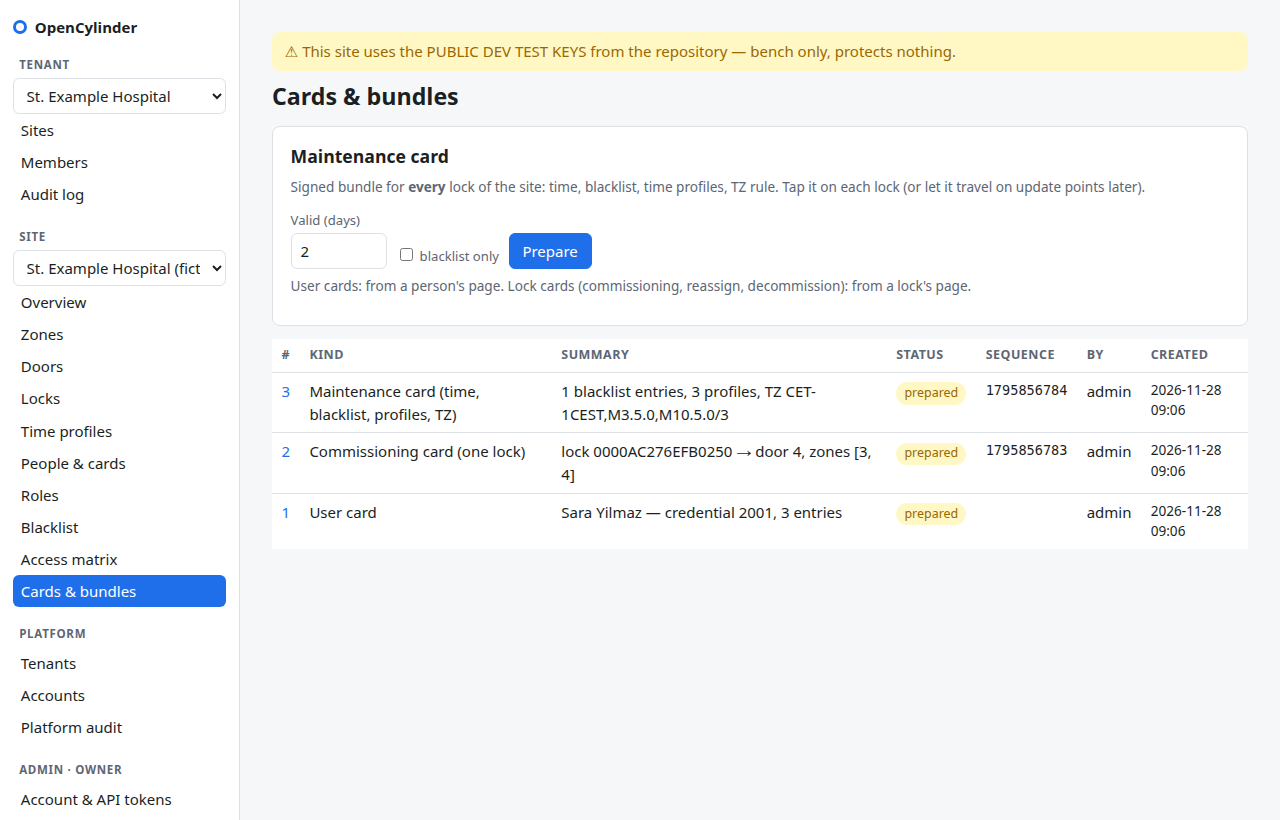 OpenCylinder
TENANT
St. Example Hospital
Sites
Members
Audit log
SITE
St. Example Hospital (fict
Overview
Zones
Doors
Locks
Time profiles
People & cards
Roles
Blacklist
Access matrix
Cards & bundles
PLATFORM
Tenants
Accounts
Platform audit
ADMIN · OWNER
Account & API tokens
⚠ This site uses the PUBLIC DEV TEST KEYS from the repository — bench only, protects nothing.
Cards & bundles
Maintenance card
Signed bundle for every lock of the site: time, blacklist, time profiles, TZ rule. Tap it on each lock (or let it travel on update points later).
Valid (days)
2 blacklist only Prepare
User cards: from a person's page. Lock cards (commissioning, reassign, decommission): from a lock's page.
# KIND SUMMARY STATUS SEQUENCE BY CREATED
3 Maintenance card (time, 1 blacklist entries, 3 profiles, TZ CET- prepared 1795856784 admin 2026-11-28
blacklist, profiles, TZ) 1CEST,M3.5.0,M10.5.0/3 09:06
2 Commissioning card (one lock) lock 0000AC276EFB0250 → door 4, zones [3, prepared 1795856783 admin 2026-11-28
4] 09:06
1 User card Sara Yilmaz — credential 2001, 3 entries prepared admin 2026-11-28
09:06